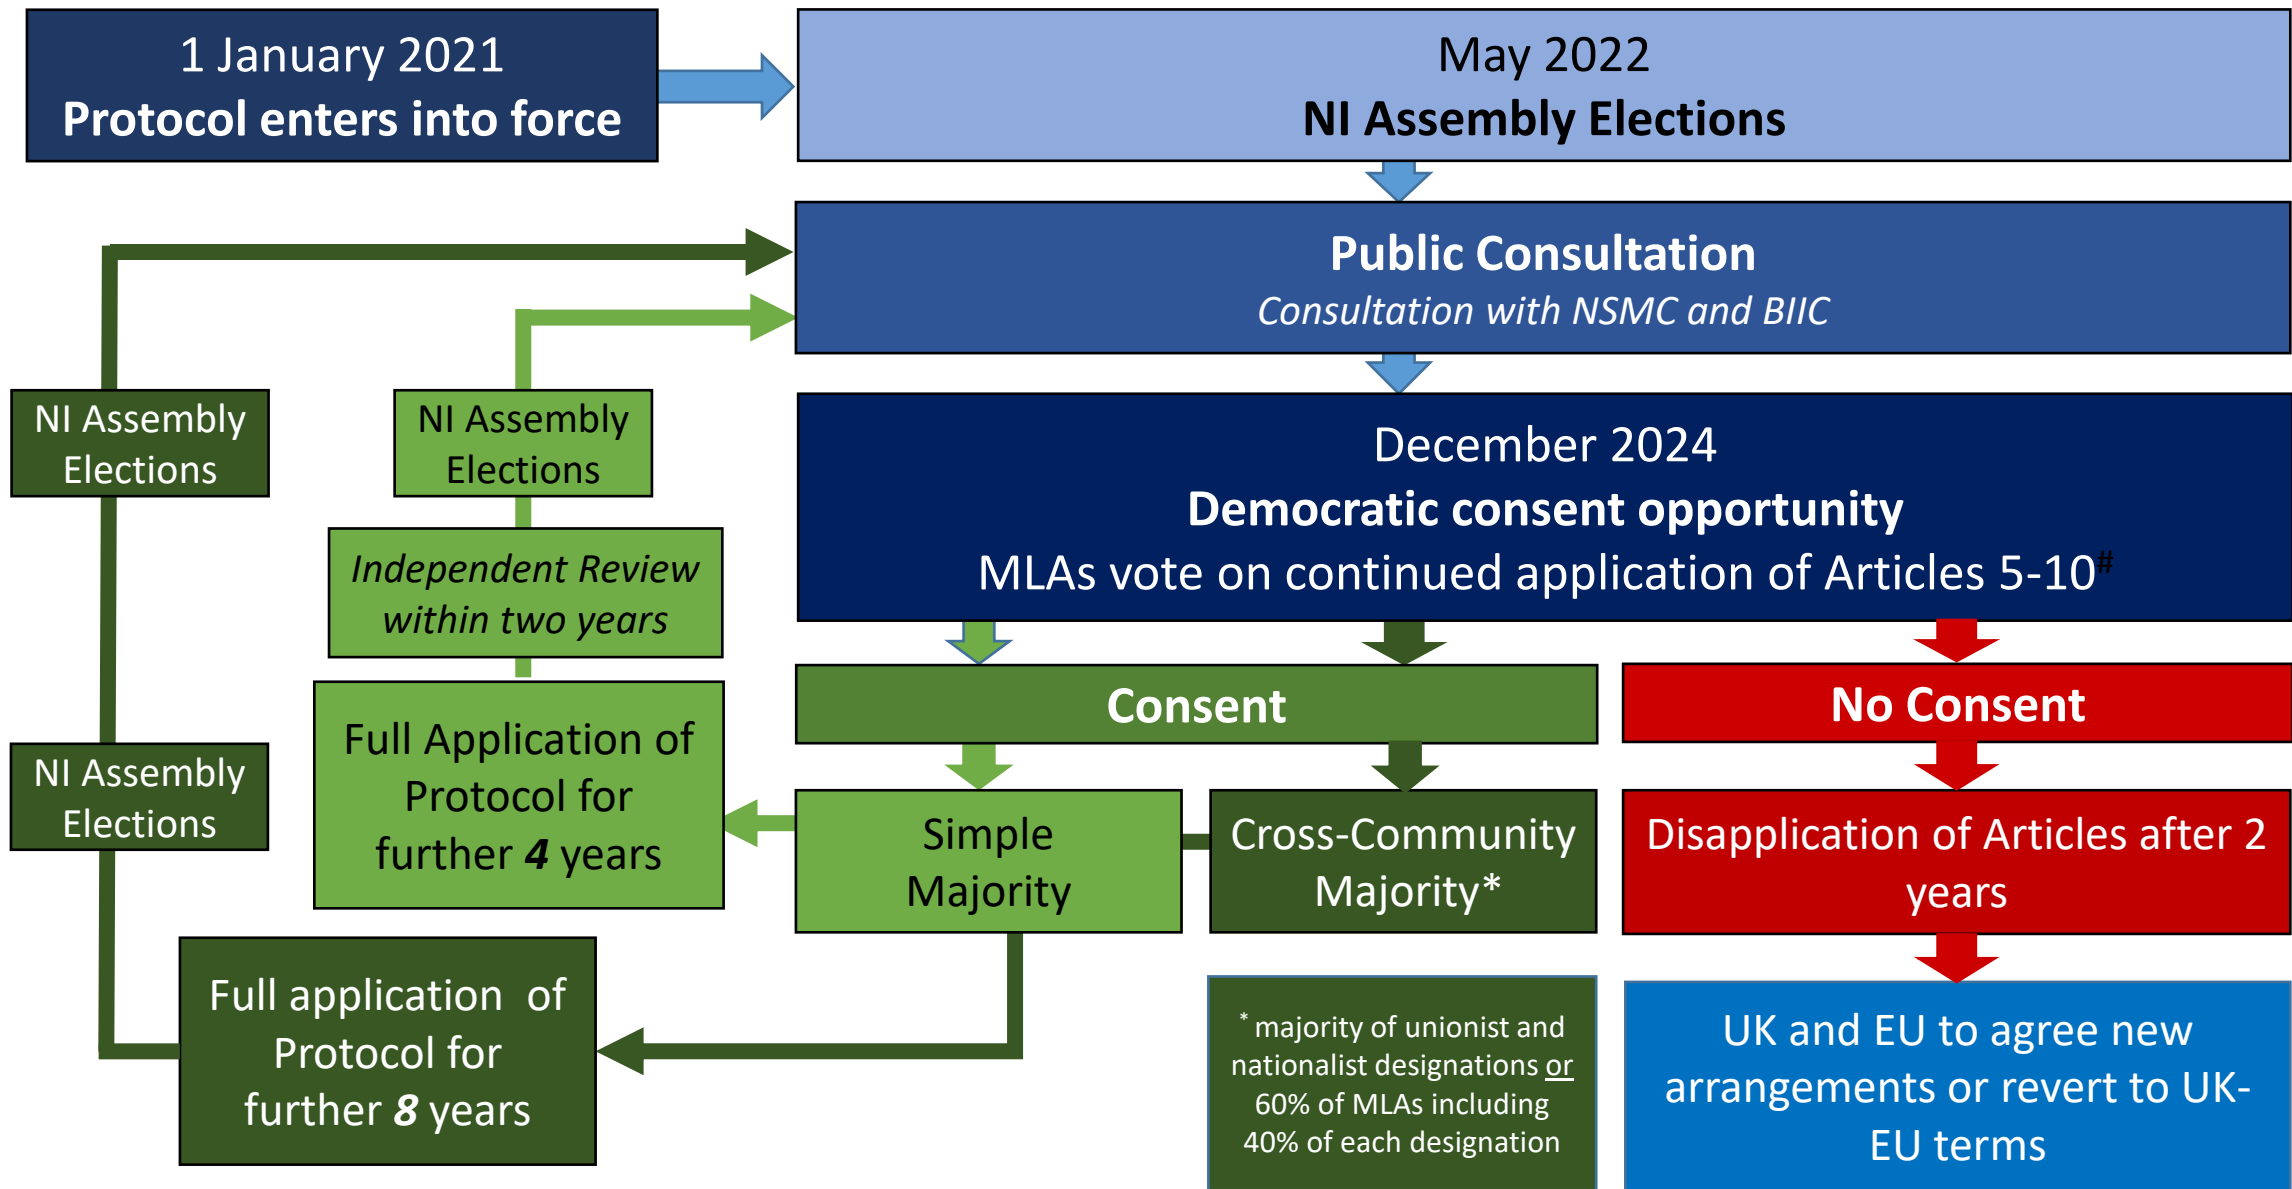 1 January 2021
Protocol enters into force
May 2022
NI Assembly Elections
Public Consultation
Consultation with NSMC and BIIC
NI Assembly
Elections
NI Assembly
Elections
December 2024
Democratic consent opportunity
MLAs vote on continued application of Articles 5-10#
Independent Review
within two years
Consent
No Consent
Full Application of
Protocol for
further 4 years
NI Assembly
Elections
Simple
Majority
Cross-Community
Majority*
Disapplication of Articles after 2
years
Full application of
Protocol for
further 8 years
* majority of unionist and
nationalist designations or
60% of MLAs including
40% of each designation
UK and EU to agree new
arrangements or revert to UK-
EU terms